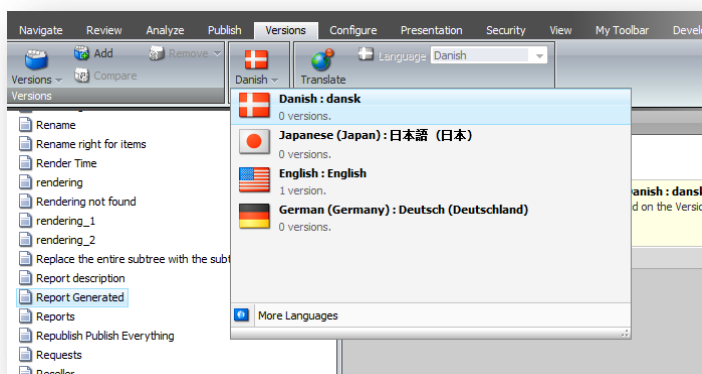 Navigate Review Analyze Publish Versions Configure Presentation Security View My Toolbar Develo
Versions Add Remove
Compare
Danish Translate Language Danish
Versions
Rename
Rename right for items
Render Time
rendering
Rendering not found
rendering_1
rendering_2
Replace the entire subtree with the subt
Report description
Report Generated
Reports
Republish Publish Everything
Requests
Reseller
Danish : dansk
0 versions.
Japanese (Japan) : 日本語 (日本)
0 versions.
English : English
1 version.
German (Germany) : Deutsch (Deutschland)
0 versions.
More Languages
anish : dansk
d on the Versio